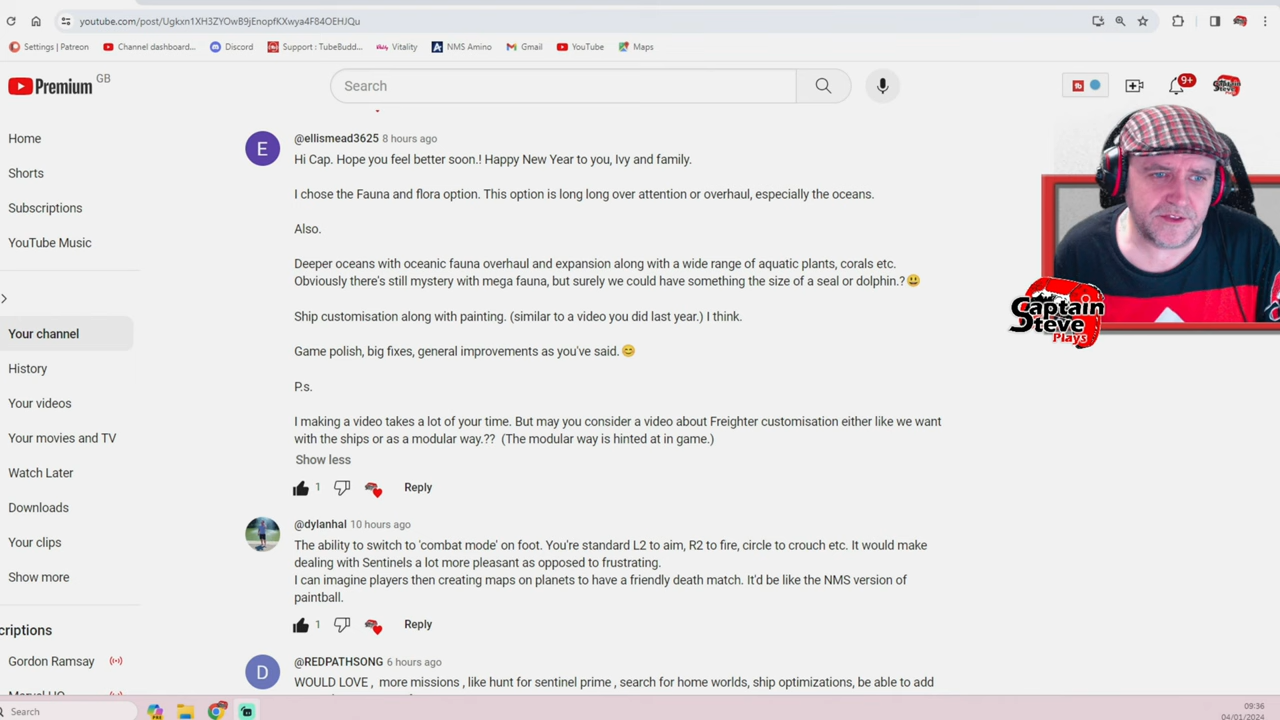 youtube.com/post/Ugkxn1XH3ZYOwB9jEnopfKXwya4F84OEHJQu
Settings | Patreon
Channel dashboard...
Discord
Support : TubeBudd...
Vitality
NMS Amino
Gmail
YouTube
Maps
Premium GB
Search
9+
Home
Shorts
Subscriptions
YouTube Music
Your channel
History
Your videos
Your movies and TV
Watch Later
Downloads
Your clips
Show more
criptions
Gordon Ramsay
E
@ellismead3625 8 hours ago
Hi Cap. Hope you feel better soon.! Happy New Year to you, Ivy and family.
I chose the Fauna and flora option. This option is long long over attention or overhaul, especially the oceans.
Also.
Deeper oceans with oceanic fauna overhaul and expansion along with a wide range of aquatic plants, corals etc.
Obviously there's still mystery with mega fauna, but surely we could have something the size of a seal or dolphin.?😃
Ship customisation along with painting. (similar to a video you did last year.) I think.
Game polish, big fixes, general improvements as you've said.😊
P.s.
I making a video takes a lot of your time. But may you consider a video about Freighter customisation either like we want
with the ships or as a modular way.?? (The modular way is hinted at in game.)
Show less
1
Reply
@dylanhal 10 hours ago
The ability to switch to 'combat mode' on foot. You're standard L2 to aim, R2 to fire, circle to crouch etc. It would make
dealing with Sentinels a lot more pleasant as opposed to frustrating.
I can imagine players then creating maps on planets to have a friendly death match. It'd be like the NMS version of
paintball.
1
Reply
D
@REDPATHSONG 6 hours ago
WOULD LOVE , more missions , like hunt for sentinel prime , search for home worlds, ship optimizations, be able to add
Captain
Steve
Plays
Search
09:36
04/01/2024